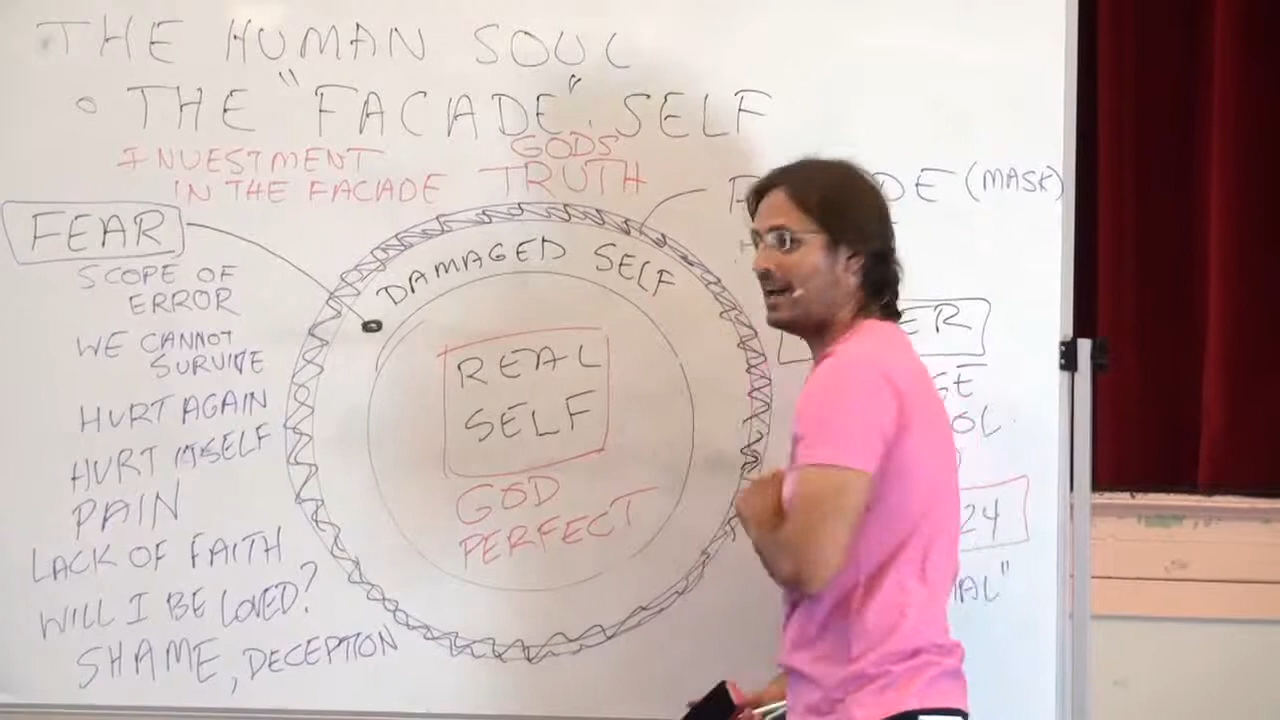 THE HUMAN SOUL
THE "FACADE" SELF
INVESTMENT
IN THE FACADE
GODS
TRUTH
(MASK)
FEAR
SCOPE OF
ERROR
WE CANNOT
SURVIVE
HURT AGAIN
HURT MYSELF
PAIN
LACK OF FAITH
WILL I BE LOVED?
SHAME, DECEPTION
DAMAGED SELF
REAL
SELF
GOD
PERFECT
24